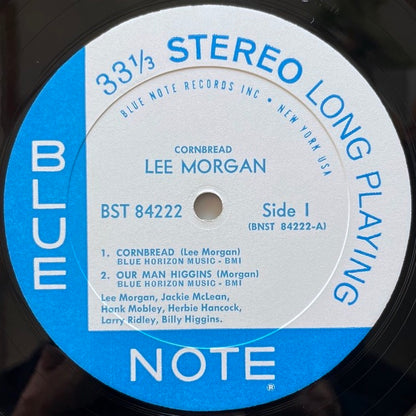 33 1/3 STEREO LONG PLAYING
BLUE NOTE RECORDS INC • NEW YORK USA
CORNBREAD
LEE MORGAN
BST 84222 Side 1
(BNST 84222-A)
1. CORNBREAD (Lee Morgan)
BLUE HORIZON MUSIC - BMI
2. OUR MAN HIGGINS (Morgan)
BLUE HORIZON MUSIC - BMI
Lee Morgan, Jackie McLean,
Hank Mobley, Herbie Hancock,
Larry Ridley, Billy Higgins.
BLUE
NOTE ®